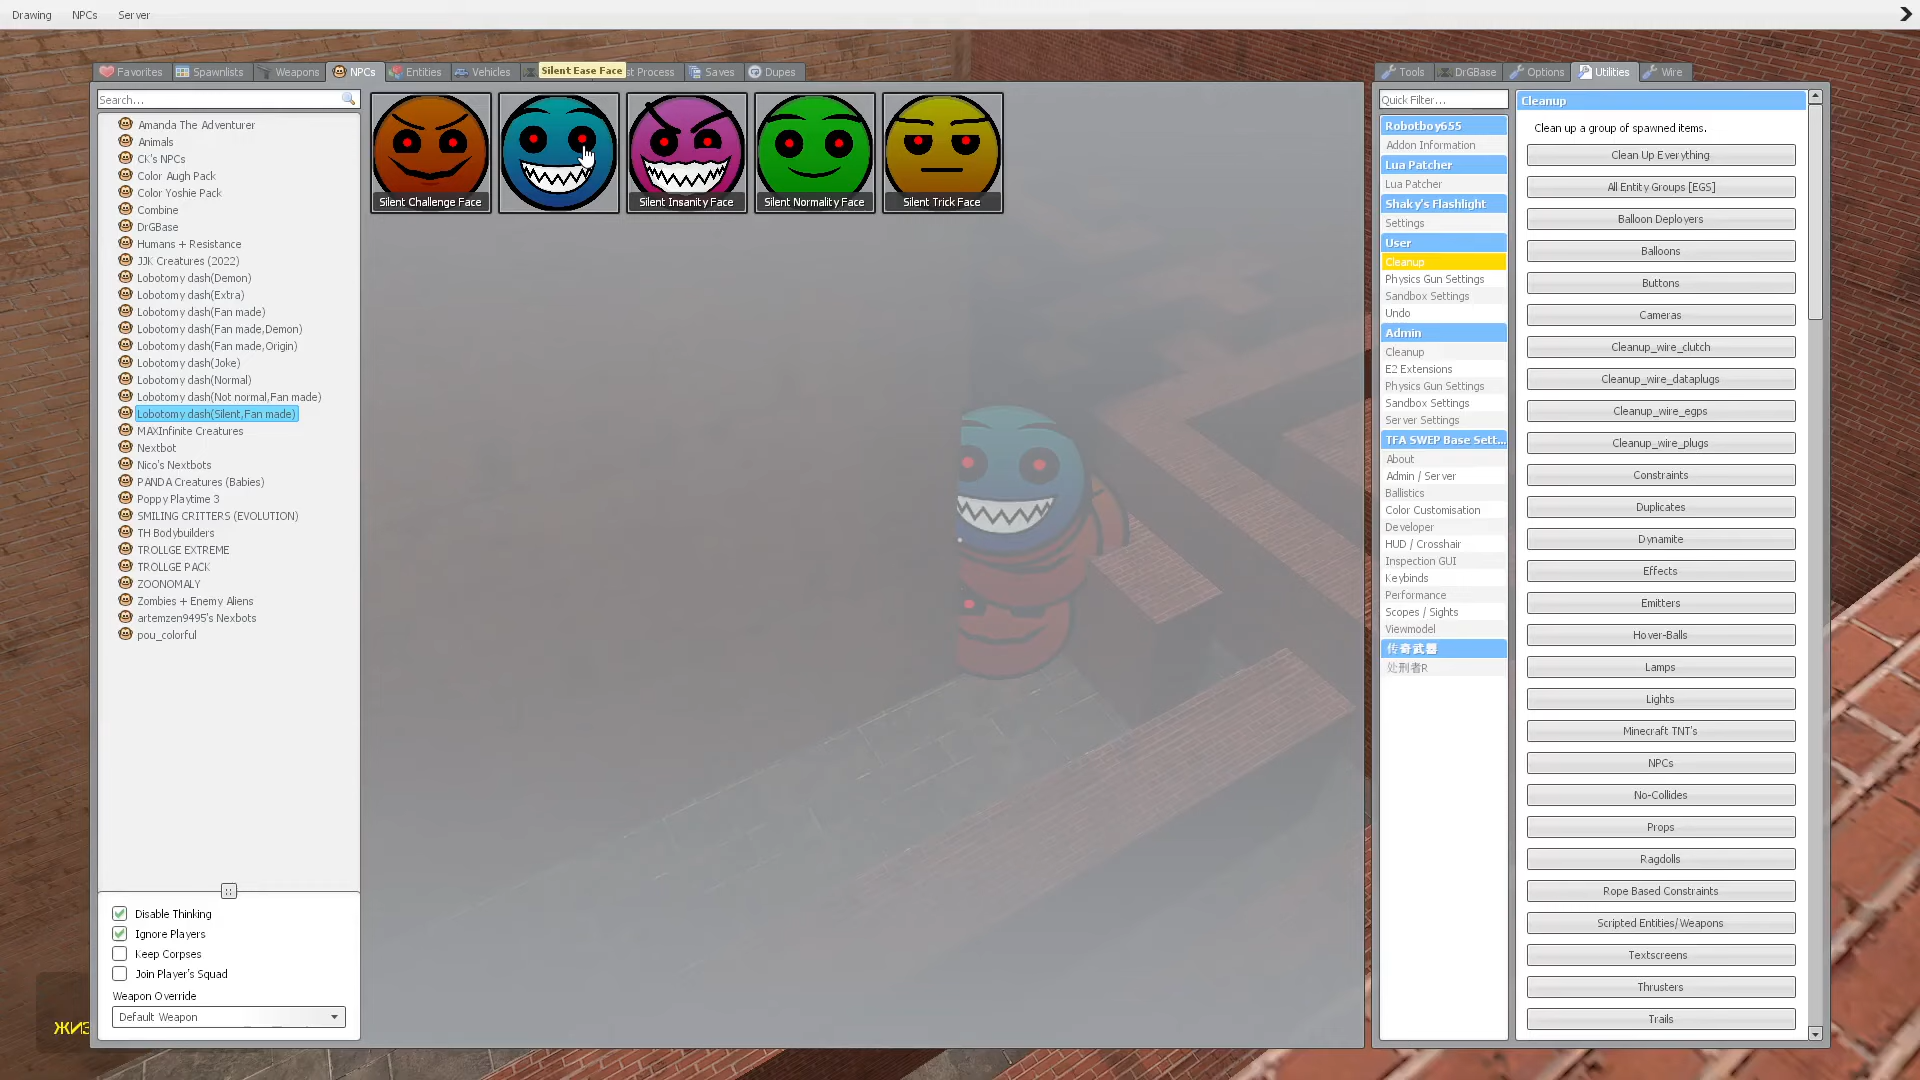 Drawing
NPCs
Server
Favorites
Spawnlists
Weapons
NPCs
Entities
Vehicles
Silent Ease Face
st Process
Saves
Dupes
Search...
Amanda The Adventurer
Animals
CK's NPCs
Color Augh Pack
Color Yoshie Pack
Combine
DrGBase
Humans + Resistance
JJK Creatures (2022)
Lobotomy dash(Demon)
Lobotomy dash(Extra)
Lobotomy dash(Fan made)
Lobotomy dash(Fan made,Demon)
Lobotomy dash(Fan made,Origin)
Lobotomy dash(Joke)
Lobotomy dash(Normal)
Lobotomy dash(Not normal,Fan made)
Lobotomy dash(Silent,Fan made)
MAXInfinite Creatures
Nextbot
Nico's Nextbots
PANDA Creatures (Babies)
Poppy Playtime 3
SMILING CRITTERS (EVOLUTION)
TH Bodybuilders
TROLLGE EXTREME
TROLLGE PACK
ZOONOMALY
Zombies + Enemy Aliens
artemzen9495's Nexbots
pou_colorful
Disable Thinking
Ignore Players
Keep Corpses
Join Player's Squad
Weapon Override
Default Weapon
ЖИЗ
Silent Challenge Face
Silent Insanity Face
Silent Normality Face
Silent Trick Face
Tools
DrGBase
Options
Utilities
Wire
Quick Filter...
Robotboy655
Addon Information
Lua Patcher
Lua Patcher
Shaky's Flashlight
Settings
User
Cleanup
Physics Gun Settings
Sandbox Settings
Undo
Admin
Cleanup
E2 Extensions
Physics Gun Settings
Sandbox Settings
Server Settings
TFA SWEP Base Sett...
About
Admin / Server
Ballistics
Color Customisation
Developer
HUD / Crosshair
Inspection GUI
Keybinds
Performance
Scopes / Sights
Viewmodel
传奇武器
处刑者R
Cleanup
Clean up a group of spawned items.
Clean Up Everything
All Entity Groups [EGS]
Balloon Deployers
Balloons
Buttons
Cameras
Cleanup_wire_clutch
Cleanup_wire_dataplugs
Cleanup_wire_egps
Cleanup_wire_plugs
Constraints
Duplicates
Dynamite
Effects
Emitters
Hover-Balls
Lamps
Lights
Minecraft TNT's
NPCs
No-Collides
Props
Ragdolls
Rope Based Constraints
Scripted Entities/Weapons
Textscreens
Thrusters
Trails